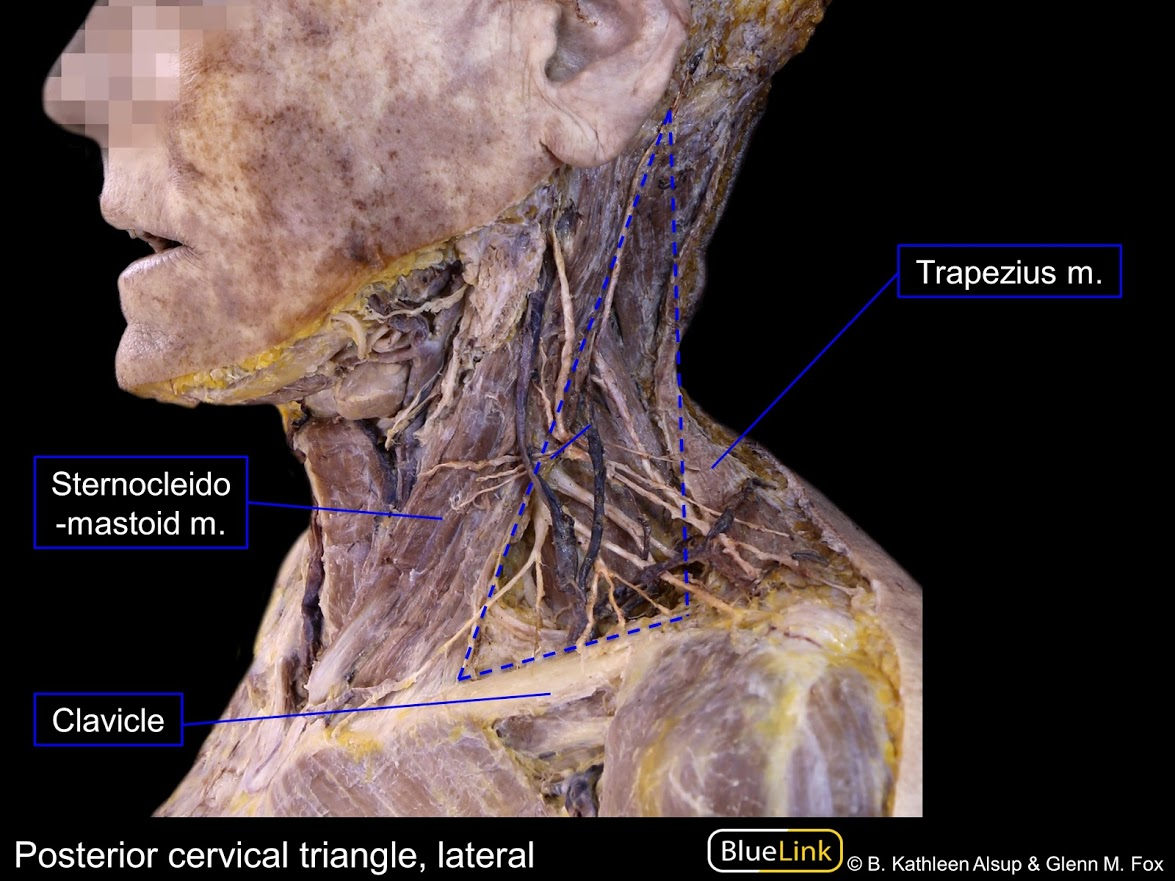 Trapezius m.
Sternocleido
-mastoid m.
Clavicle
Posterior cervical triangle, lateral
BlueLink
© B. Kathleen Alsup & Glenn M. Fox